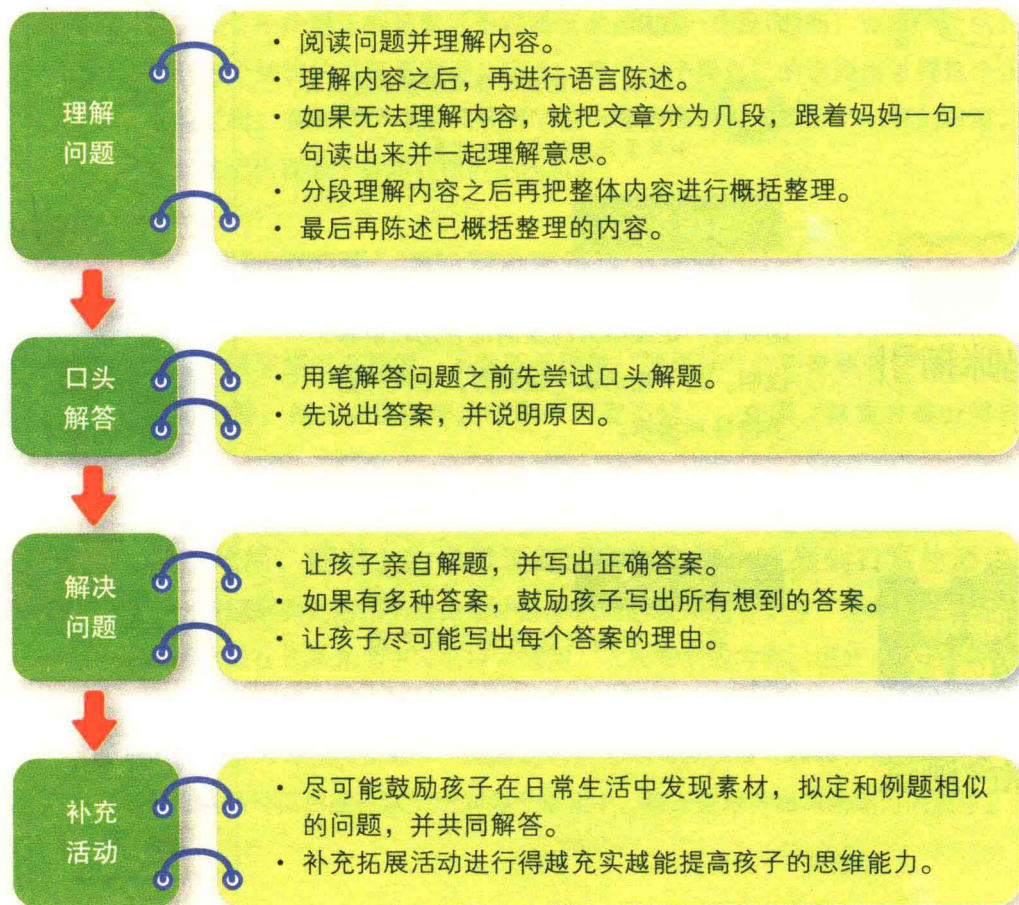 理解
问题
• 阅读问题并理解内容。
• 理解内容之后，再进行语言陈述。
• 如果无法理解内容，就把文章分为几段，跟着妈妈一句一
句读出来并一起理解意思。
• 分段理解内容之后再把整体内容进行概括整理。
• 最后再陈述已概括整理的内容。
口头
解答
• 用笔解答问题之前先尝试口头解题。
• 先说出答案，并说明原因。
解决
问题
• 让孩子亲自解题，并写出正确答案。
• 如果有多种答案，鼓励孩子写出所有想到的答案。
• 让孩子尽可能写出每个答案的理由。
补充
活动
• 尽可能鼓励孩子在日常生活中发现素材，拟定和例题相似
的问题，并共同解答。
• 补充拓展活动进行得越充实越能提高孩子的思维能力。